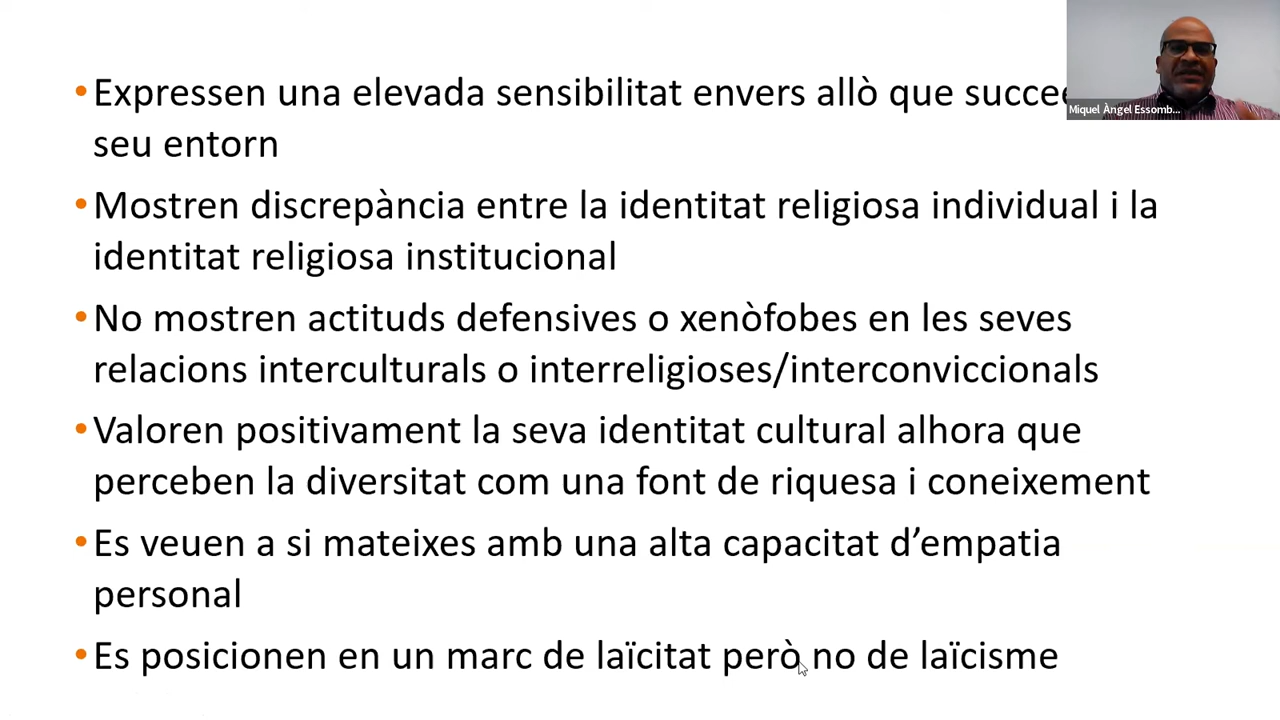 •Expressen una elevada sensibilitat envers allò que
seu entorn
•Mostren discrepància entre la identitat religiosa individual i la
identitat religiosa institucional
•No mostren actituds defensives o xenòfobes en les seves
relacions interculturals o interreligioses/interconviccionals
•Valoren positivament la seva identitat cultural alhora que
perceben la diversitat com una font de riquesa i coneixement
•Es veuen a si mateixes amb una alta capacitat d’empatia
personal
•Es posicionen en un marc de laïcitat però no de laïcisme
Miquel Àngel Essomb...